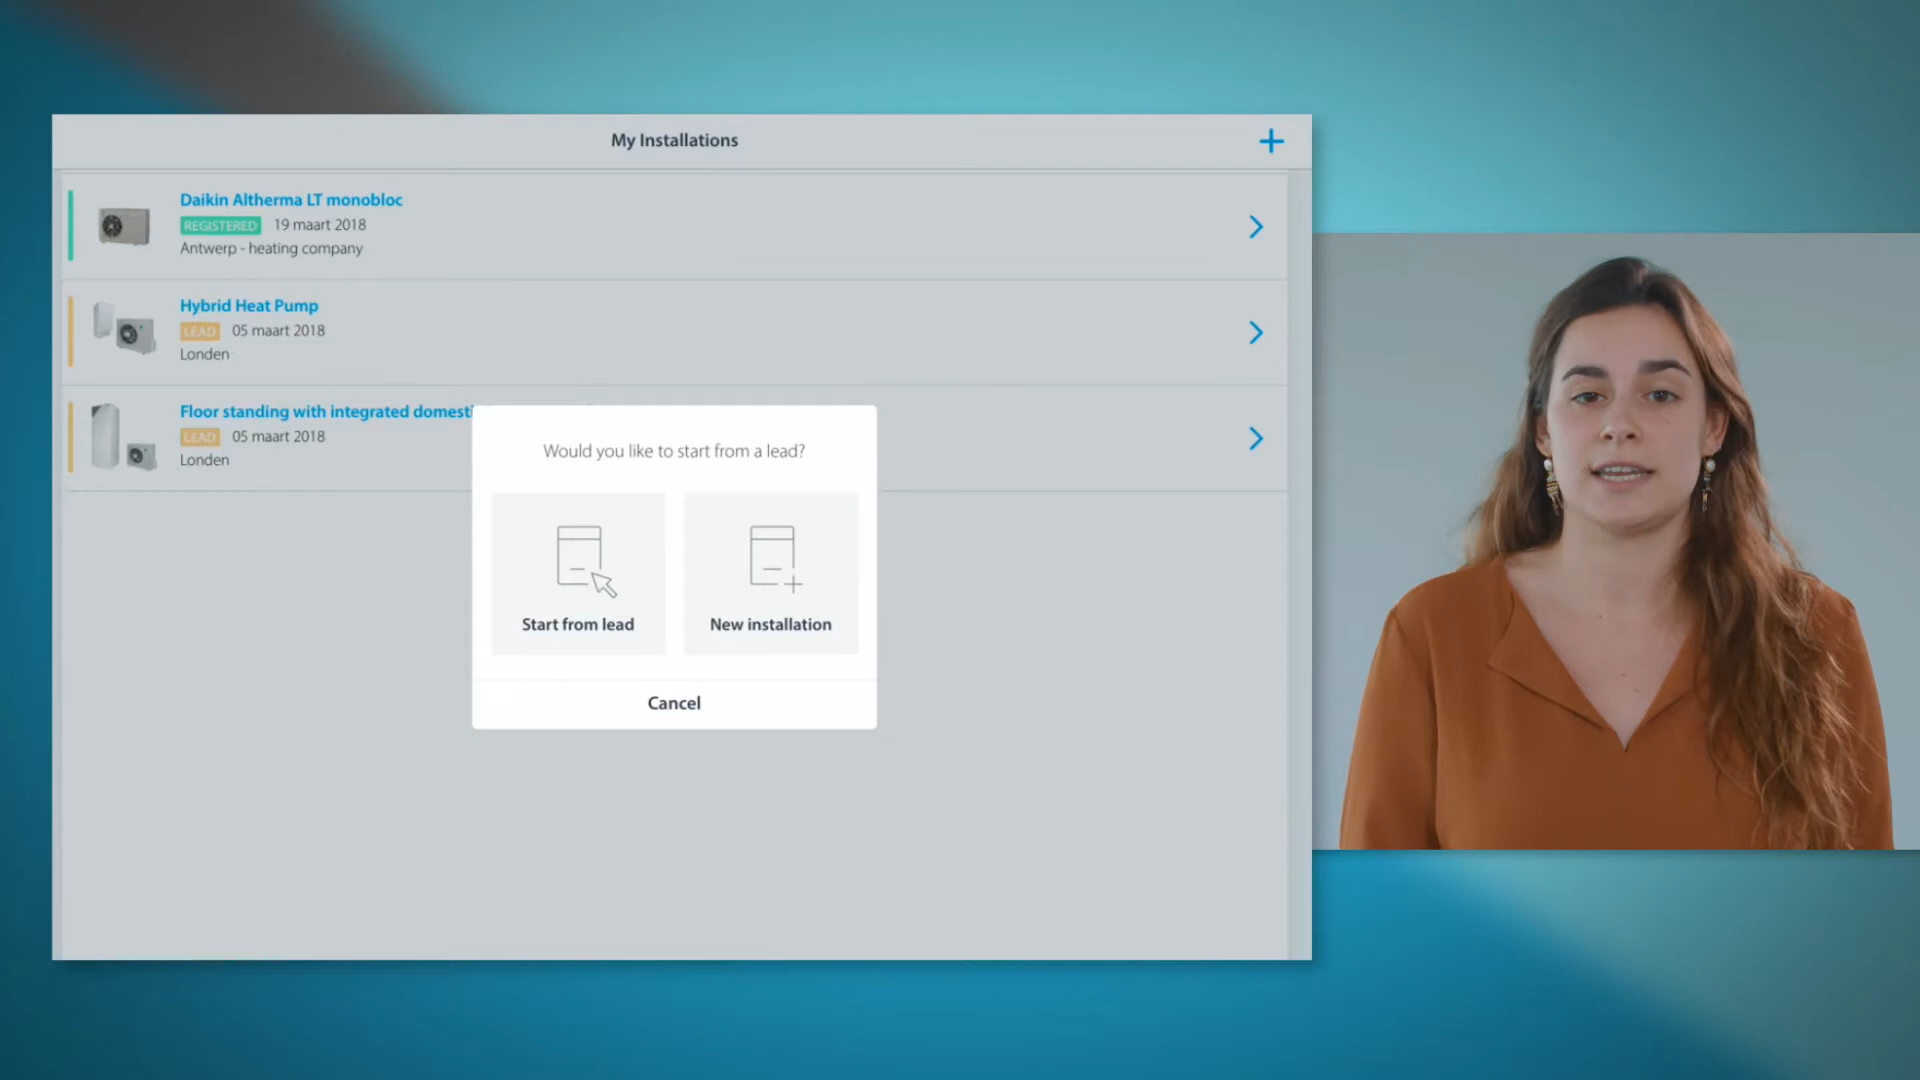 My Installations
Daikin Altherma LT monobloc
REGISTERED 19 maart 2018
Antwerp - heating company
Hybrid Heat Pump
LEAD 05 maart 2018
Londen
Floor standing with integrated
LEAD 05 maart 2018
Londen
Would you like to start from a lead?
Start from lead
New installation
Cancel